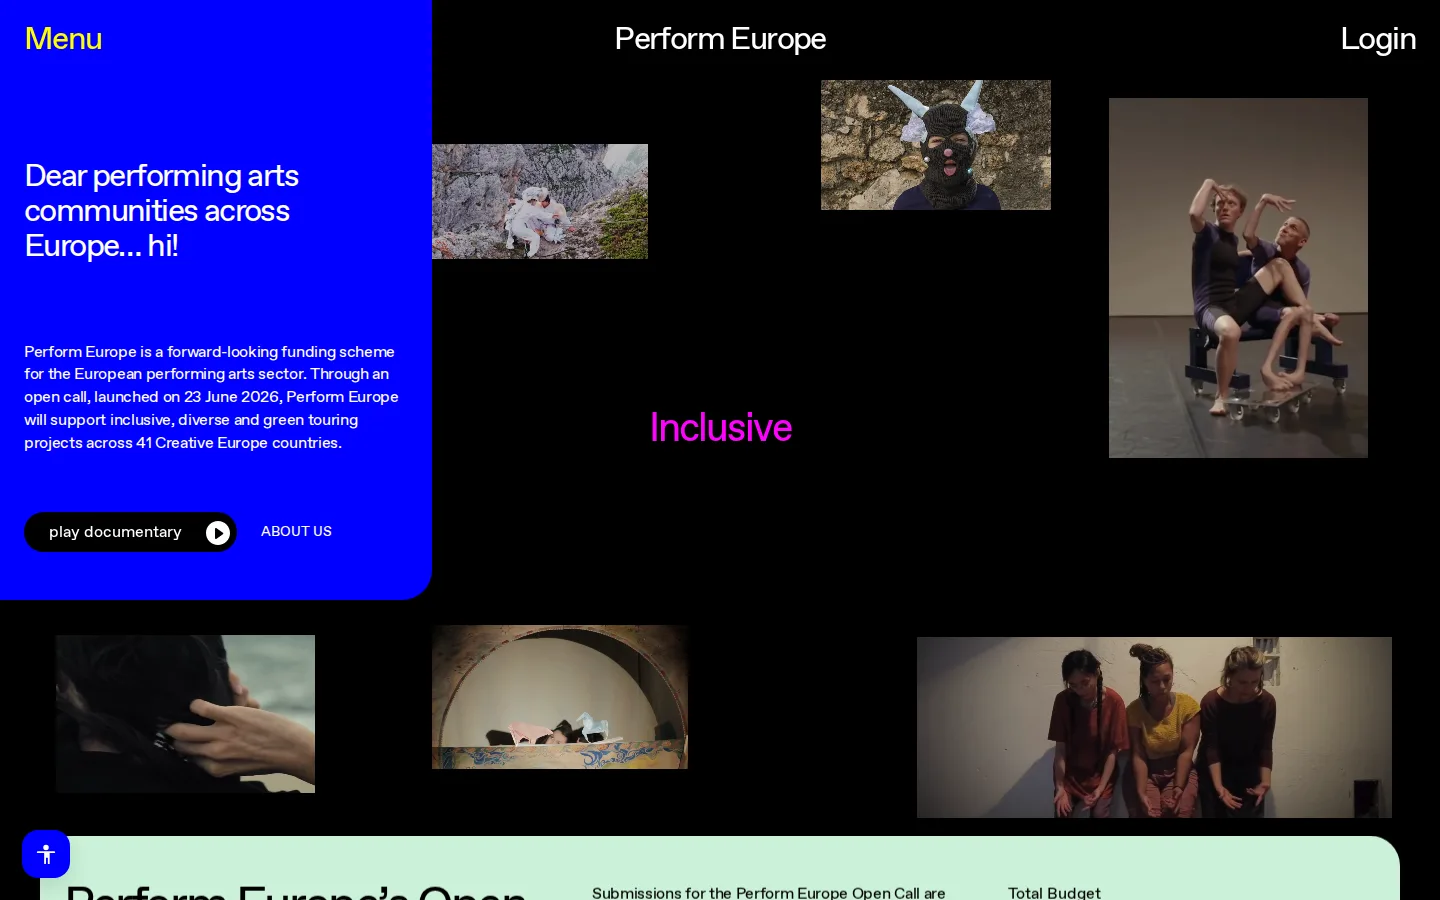 Menu
Perform Europe
Login
Dear performing arts
communities across
Europe... hi!
Perform Europe is a forward-looking funding scheme
for the European performing arts sector. Through an
open call, launched on 23 June 2026, Perform Europe
will support inclusive, diverse and green touring
projects across 41 Creative Europe countries.
Inclusive
play documentary
ABOUT US
Perform Europe's Open
Submissions for the Perform Europe Open Call are
Total Budget